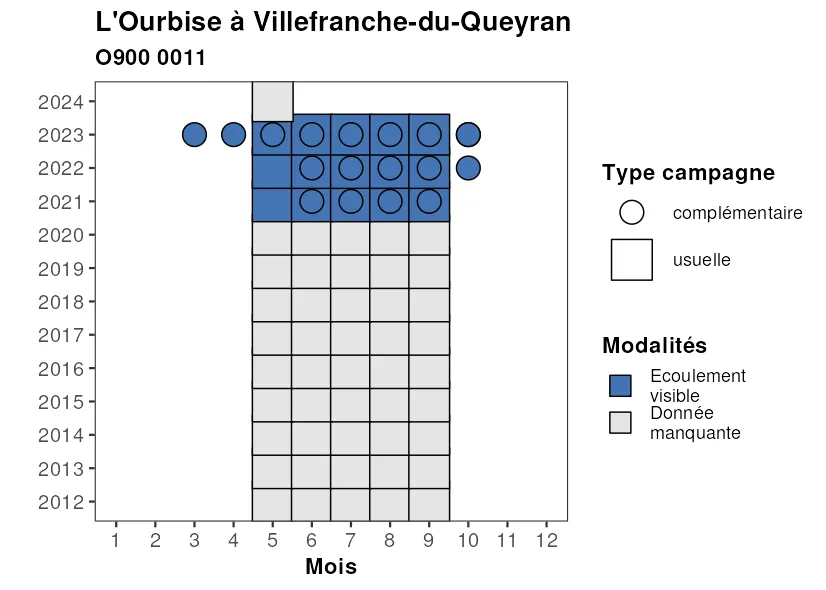 L'Ourbise à Villefranche-du-Queyran
O900 0011
2024
2023
2022
2021
2020
2019
2018
2017
2016
2015
2014
2013
2012
1 2 3 4 5 6 7 8 9 10 11 12
Mois
Type campagne
complémentaire
usuelle
Modalités
Ecoulement
visible
Donnée
manquante